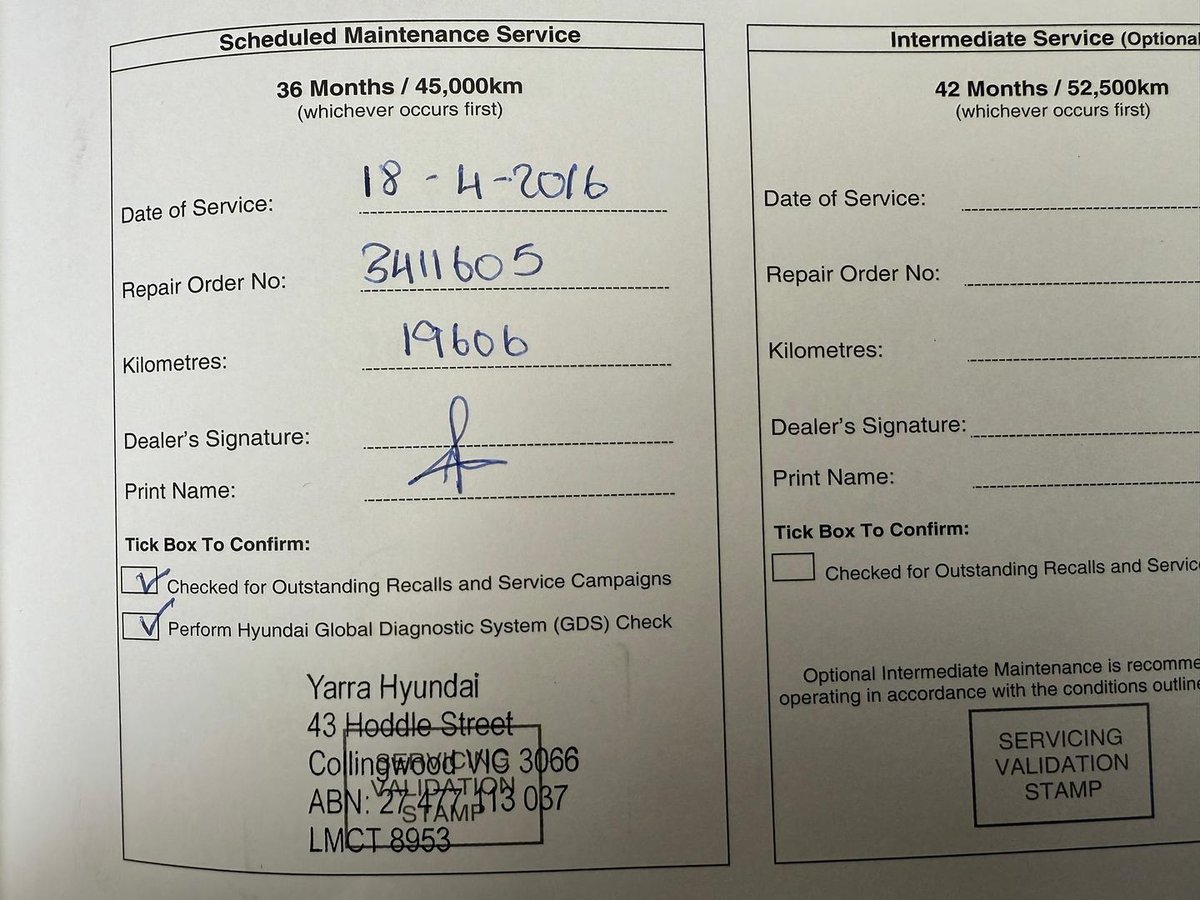 Scheduled Maintenance Service
36 Months / 45,000km
(whichever occurs first)
Date of Service: 18-4-2016
Repair Order No: 3411605
Kilometres: 19606
Dealer's Signature:
Print Name:
Tick Box To Confirm:
Checked for Outstanding Recalls and Service Campaigns
Perform Hyundai Global Diagnostic System (GDS) Check
Yarra Hyundai
43 Hoddle Street
Collingwood VIC 3066
ABN: 27 477 113 037
LMCT 8953
SERVICING
VALIDATION
STAMP
Intermediate Service (Optional
42 Months / 52,500km
(whichever occurs first)
Date of Service:
Repair Order No:
Kilometres:
Dealer's Signature:
Print Name:
Tick Box To Confirm:
Checked for Outstanding Recalls and Servic
Optional Intermediate Maintenance is recomme
operating in accordance with the conditions outline
SERVICING
VALIDATION
STAMP